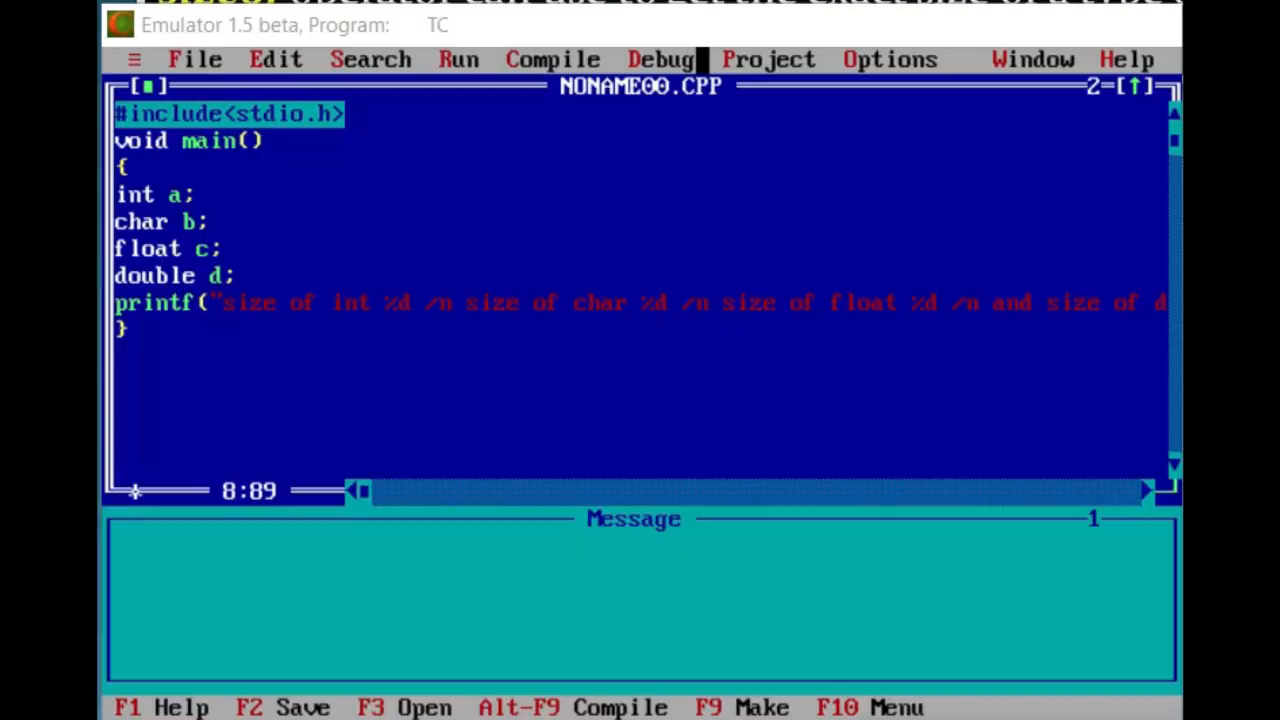 Emulator 1.5 beta, Program: TC
≡ File Edit Search Run Compile Debug Project Options Window Help
[■] NONAME00.CPP 2=[↑]
#include<stdio.h>
void main()
{
int a;
char b;
float c;
double d;
printf("size of int %d /n size of char %d /n size of float %d /n and size of d
}
8:89
Message 1
F1 Help F2 Save F3 Open Alt-F9 Compile F9 Make F10 Menu